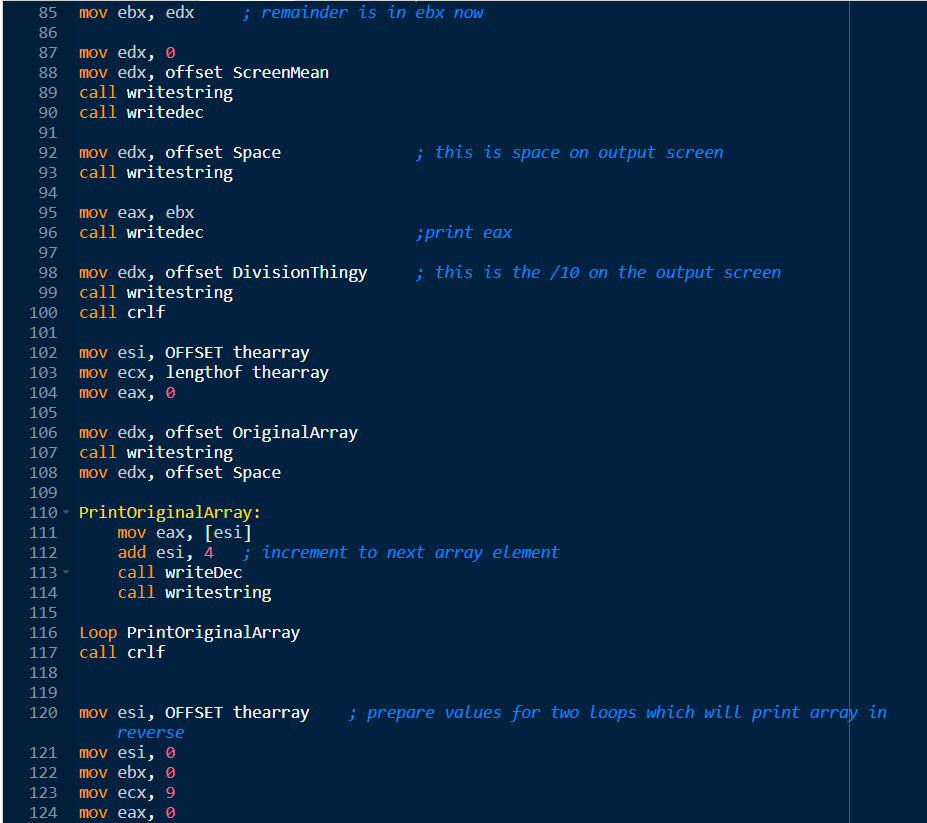 85 mov ebx, edx ; remainder is in ebx now
86
87 mov edx, 0
88 mov edx, offset ScreenMean
89 call writestring
90 call writedec
91
92 mov edx, offset Space ; this is space on output screen
93 call writestring
94
95 mov eax, ebx
96 call writedec ;print eax
97
98 mov edx, offset DivisionThingy ; this is the /10 on the output screen
99 call writestring
100 call crlf
101
102 mov esi, OFFSET thearray
103 mov ecx, lengthof thearray
104 mov eax, 0
105
106 mov edx, offset OriginalArray
107 call writestring
108 mov edx, offset Space
109
110 PrintOriginalArray:
111 mov eax, [esi]
112 add esi, 4 ; increment to next array element
113 call writeDec
114 call writestring
115
116 Loop PrintOriginalArray
117 call crlf
118
119
120 mov esi, OFFSET thearray ; prepare values for two loops which will print array in
reverse
121 mov esi, 0
122 mov ebx, 0
123 mov ecx, 9
124 mov eax, 0